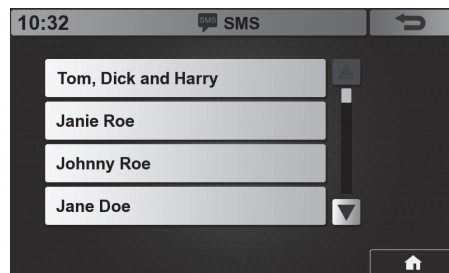 10:32
SMS SMS
Tom, Dick and Harry
Janie Roe
Johnny Roe
Jane Doe